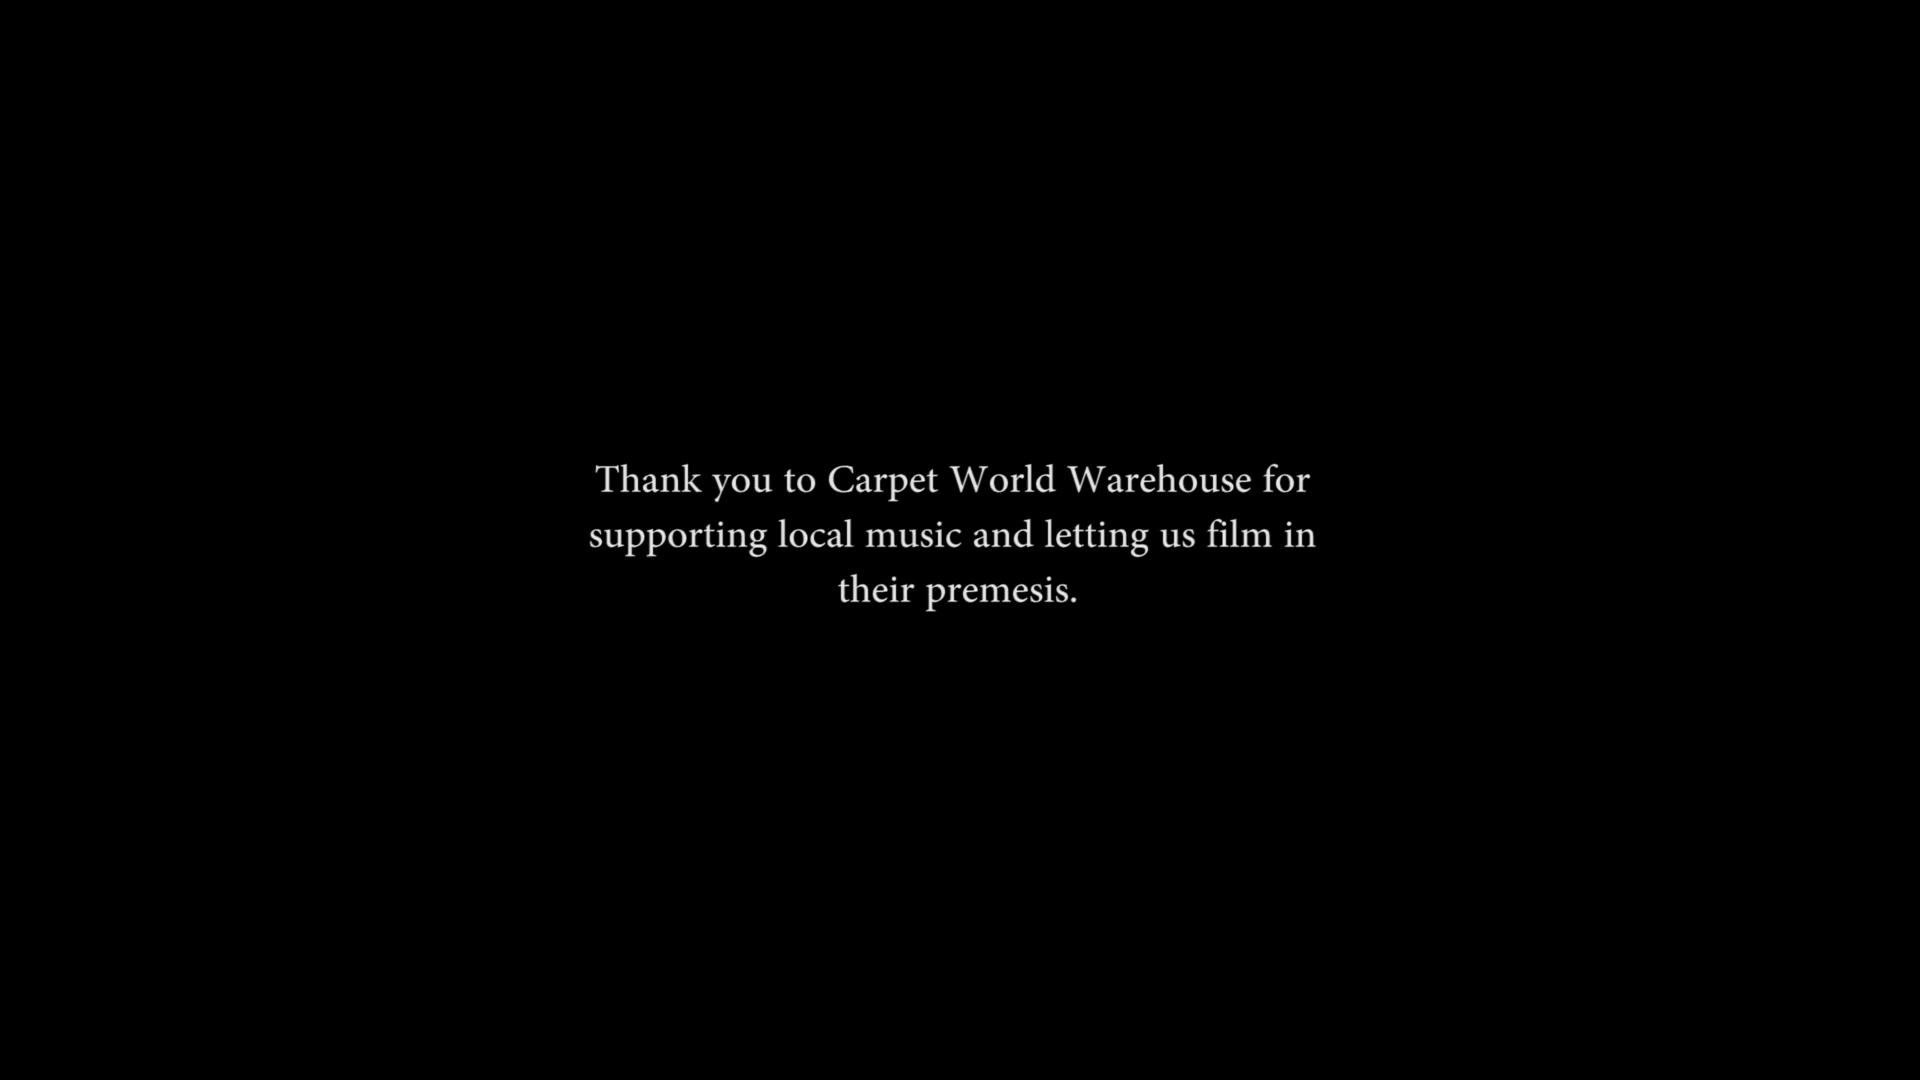 Thank you to Carpet World Warehouse for
supporting local music and letting us film in
their premesis.